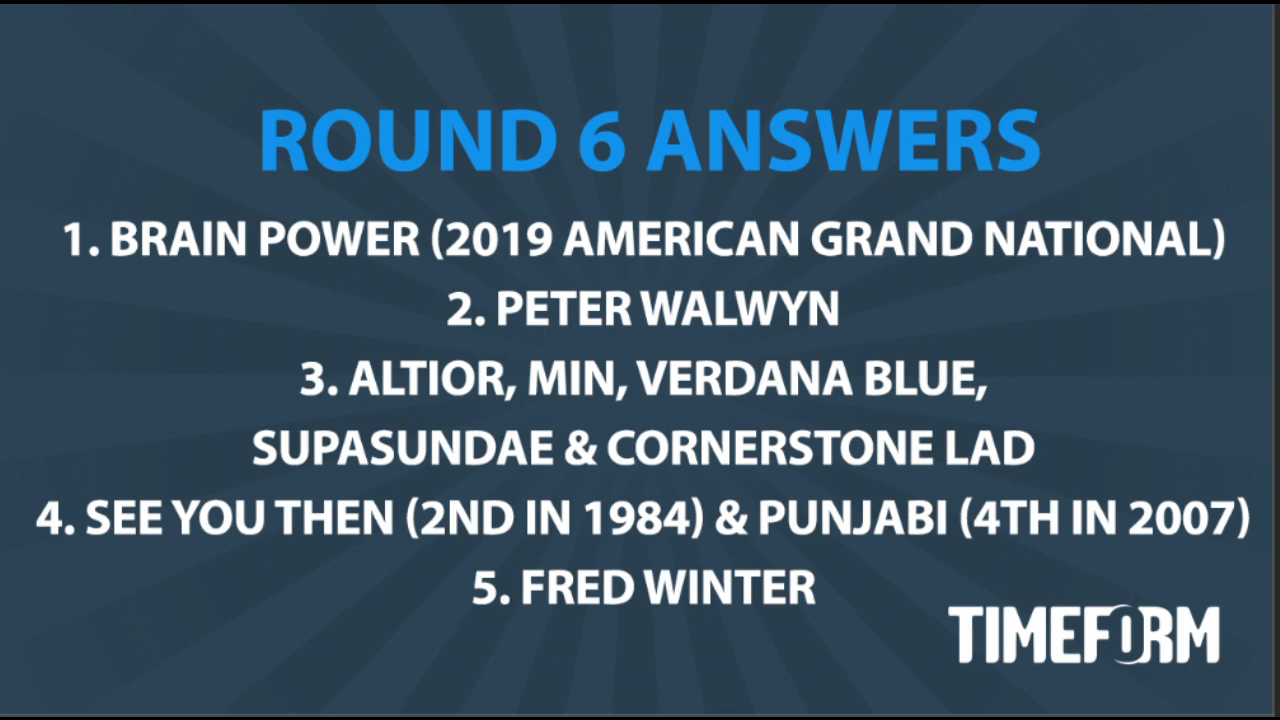 ROUND 6 ANSWERS
1. BRAIN POWER (2019 AMERICAN GRAND NATIONAL)
2. PETER WALWYN
3. ALTIOR, MIN, VERDANA BLUE,
SUPASUNDAE & CORNERSTONE LAD
4. SEE YOU THEN (2ND IN 1984) & PUNJABI (4TH IN 2007)
5. FRED WINTER
TIMEFORM